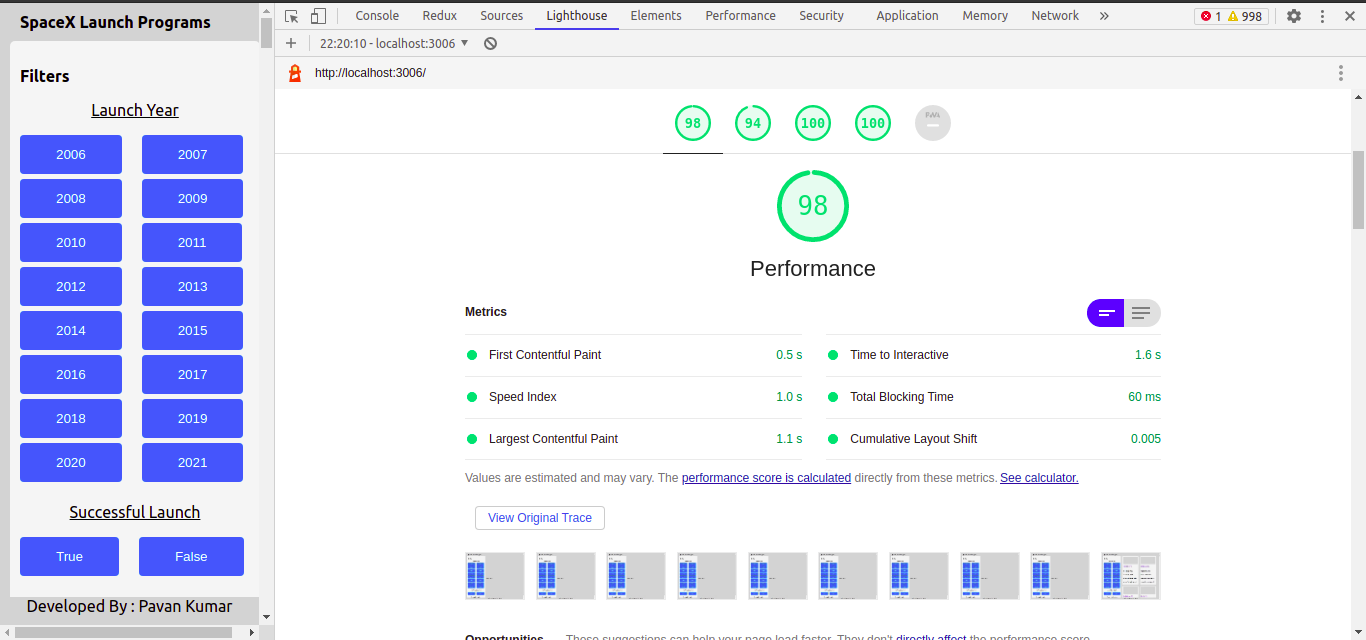 SpaceX Launch Programs
Filters
Launch Year
2006 2007
2008 2009
2010 2011
2012 2013
2014 2015
2016 2017
2018 2019
2020 2021
Successful Launch
True False
Developed By : Pavan Kumar
Console Redux Sources Lighthouse Elements Performance Security Application Memory Network » 1 998
22:20:10 - localhost:3006
http://localhost:3006/
98 94 100 100 PWA
98
Performance
Metrics
First Contentful Paint 0.5 s Time to Interactive 1.6 s
Speed Index 1.0 s Total Blocking Time 60 ms
Largest Contentful Paint 1.1 s Cumulative Layout Shift 0.005
Values are estimated and may vary. The performance score is calculated directly from these metrics. See calculator.
View Original Trace
Opportunities — These suggestions can help your page load faster. They don't directly affect the performance score.